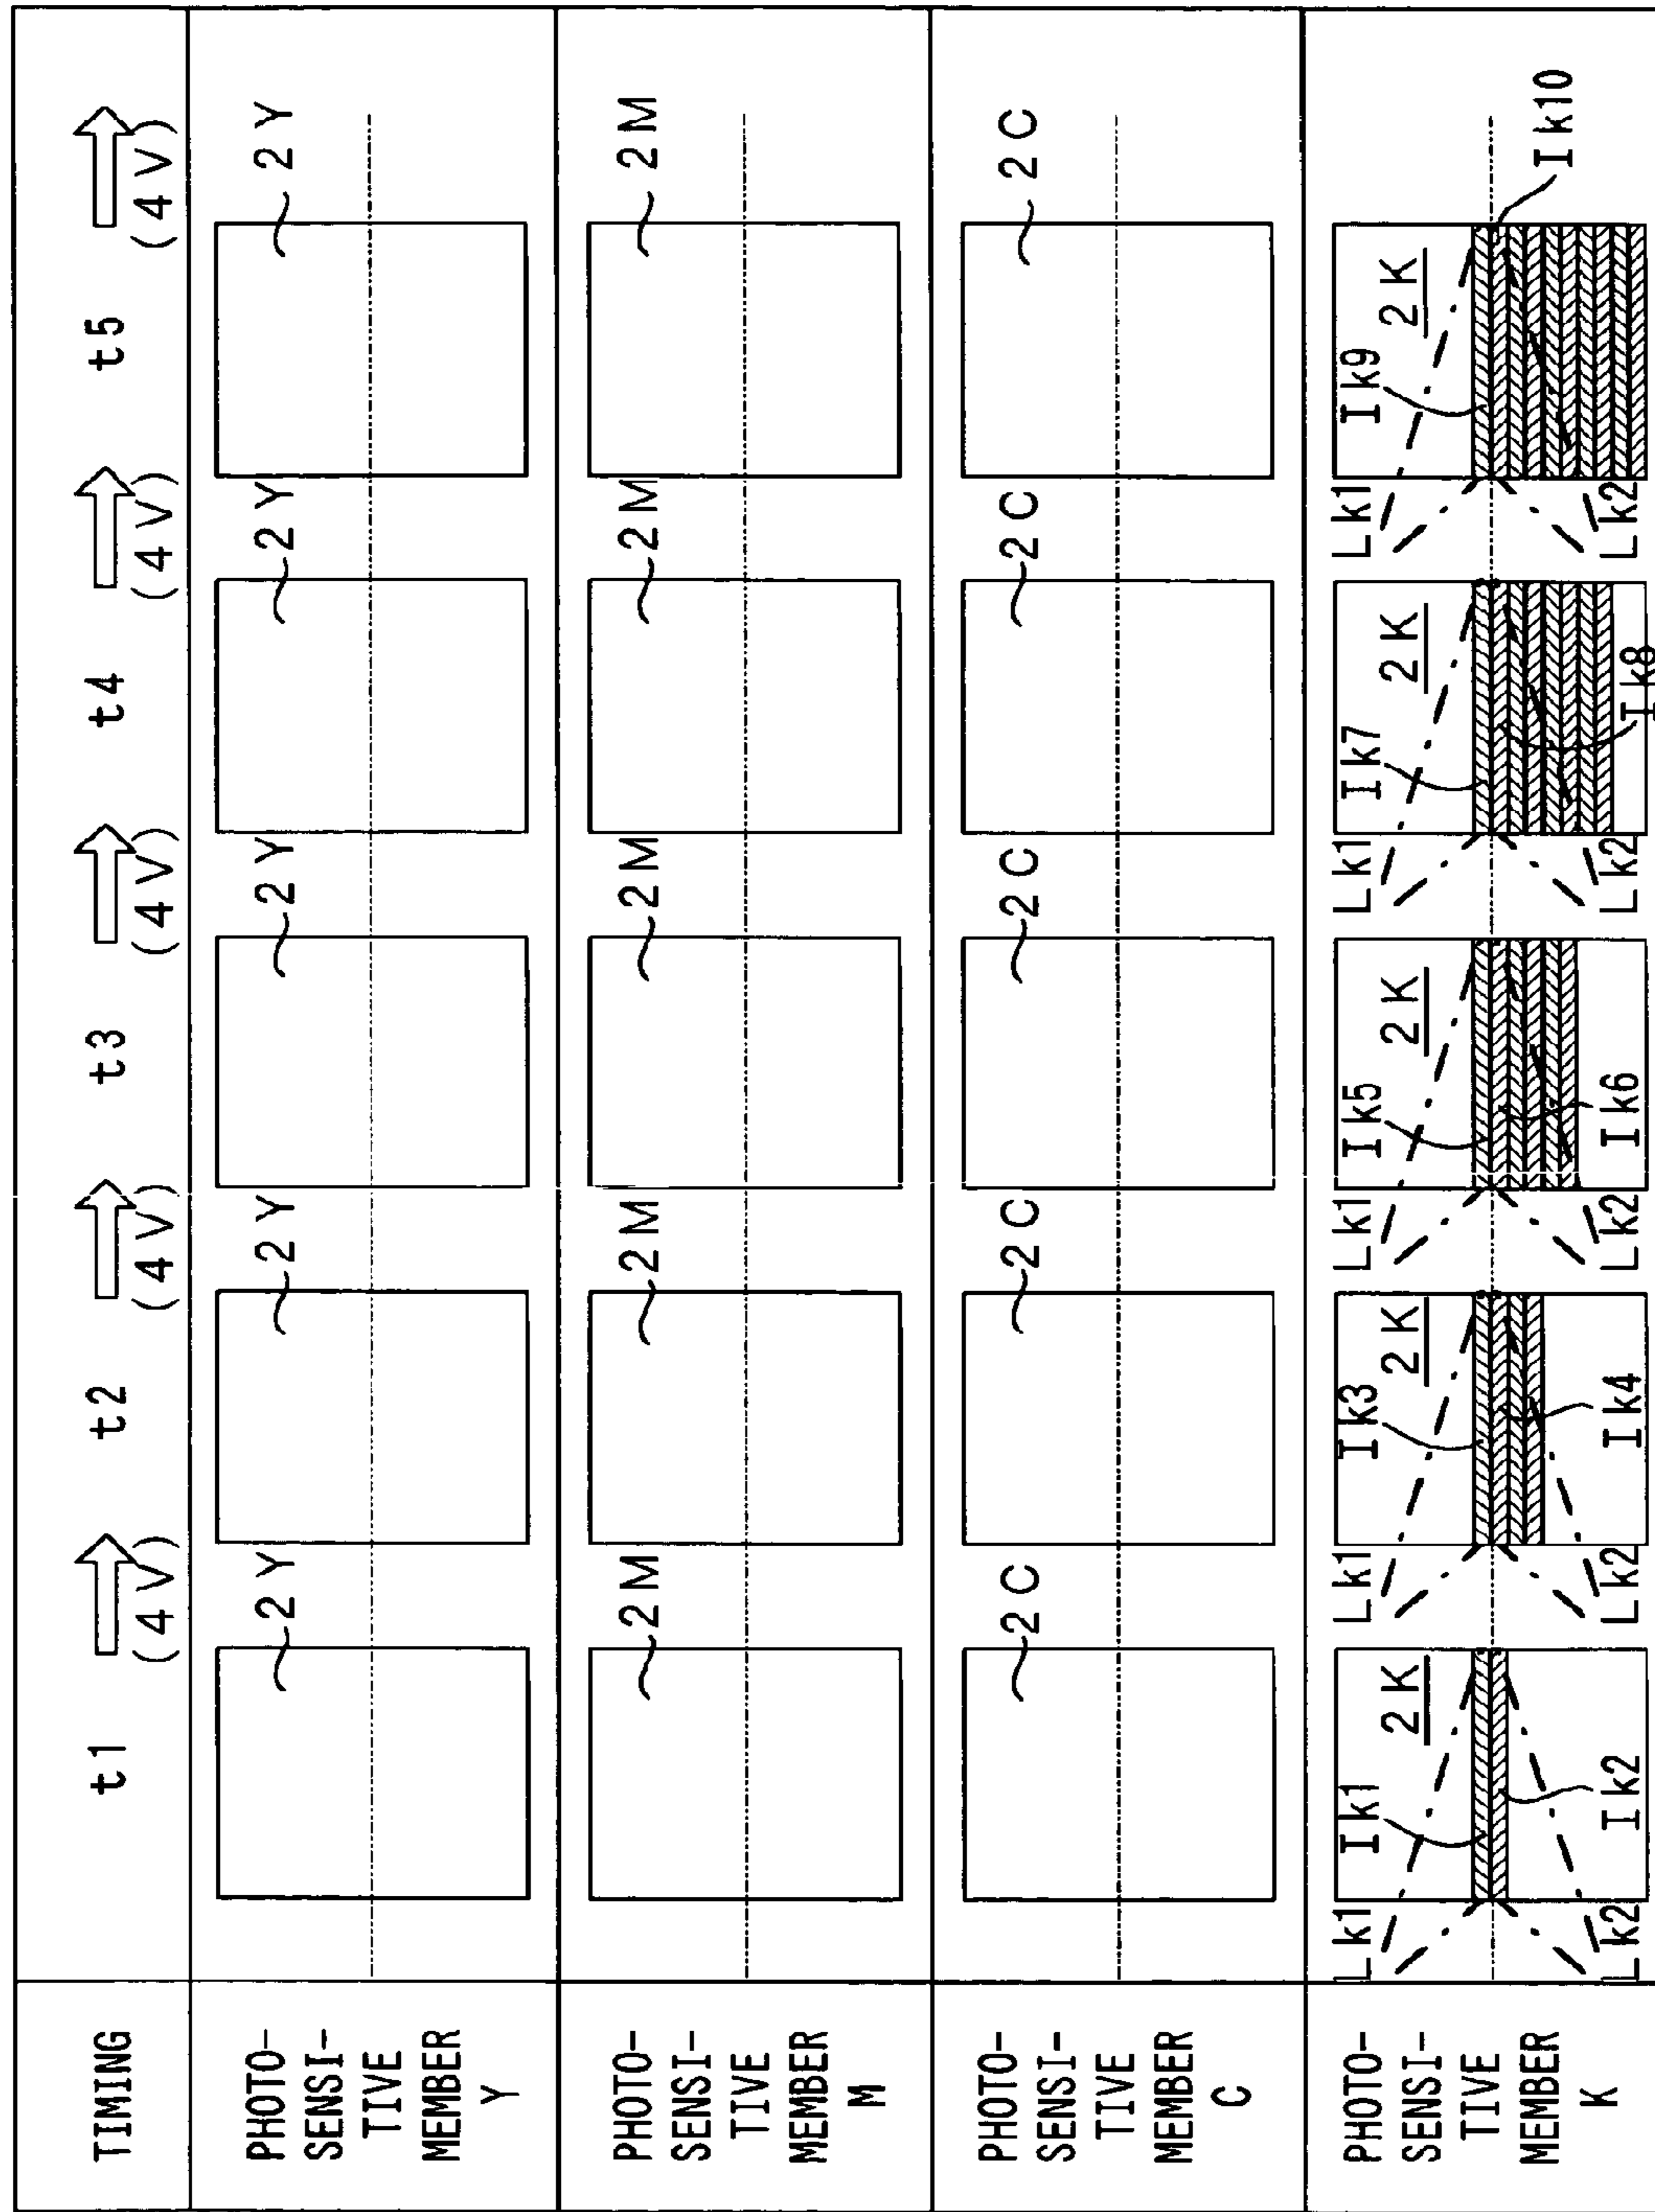 TIMING
t1
(4V)
t2
(4V)
t3
(4V)
t4
(4V)
t5
(4V)
PHOTO-
SENSI-
TIVE
MEMBER
Y
2Y
2Y
2Y
2Y
2Y
PHOTO-
SENSI-
TIVE
MEMBER
M
2M
2M
2M
2M
2M
PHOTO-
SENSI-
TIVE
MEMBER
C
2C
2C
2C
2C
2C
PHOTO-
SENSI-
TIVE
MEMBER
K
Lk1
Ik1
2K
Lk2
Ik2
Lk1
Ik3
2K
Lk2
Ik4
Lk1
Ik5
2K
Lk2
Ik6
Lk1
Ik7
2K
Lk2
Ik8
Lk1
Ik9
2K
Lk2
Ik10